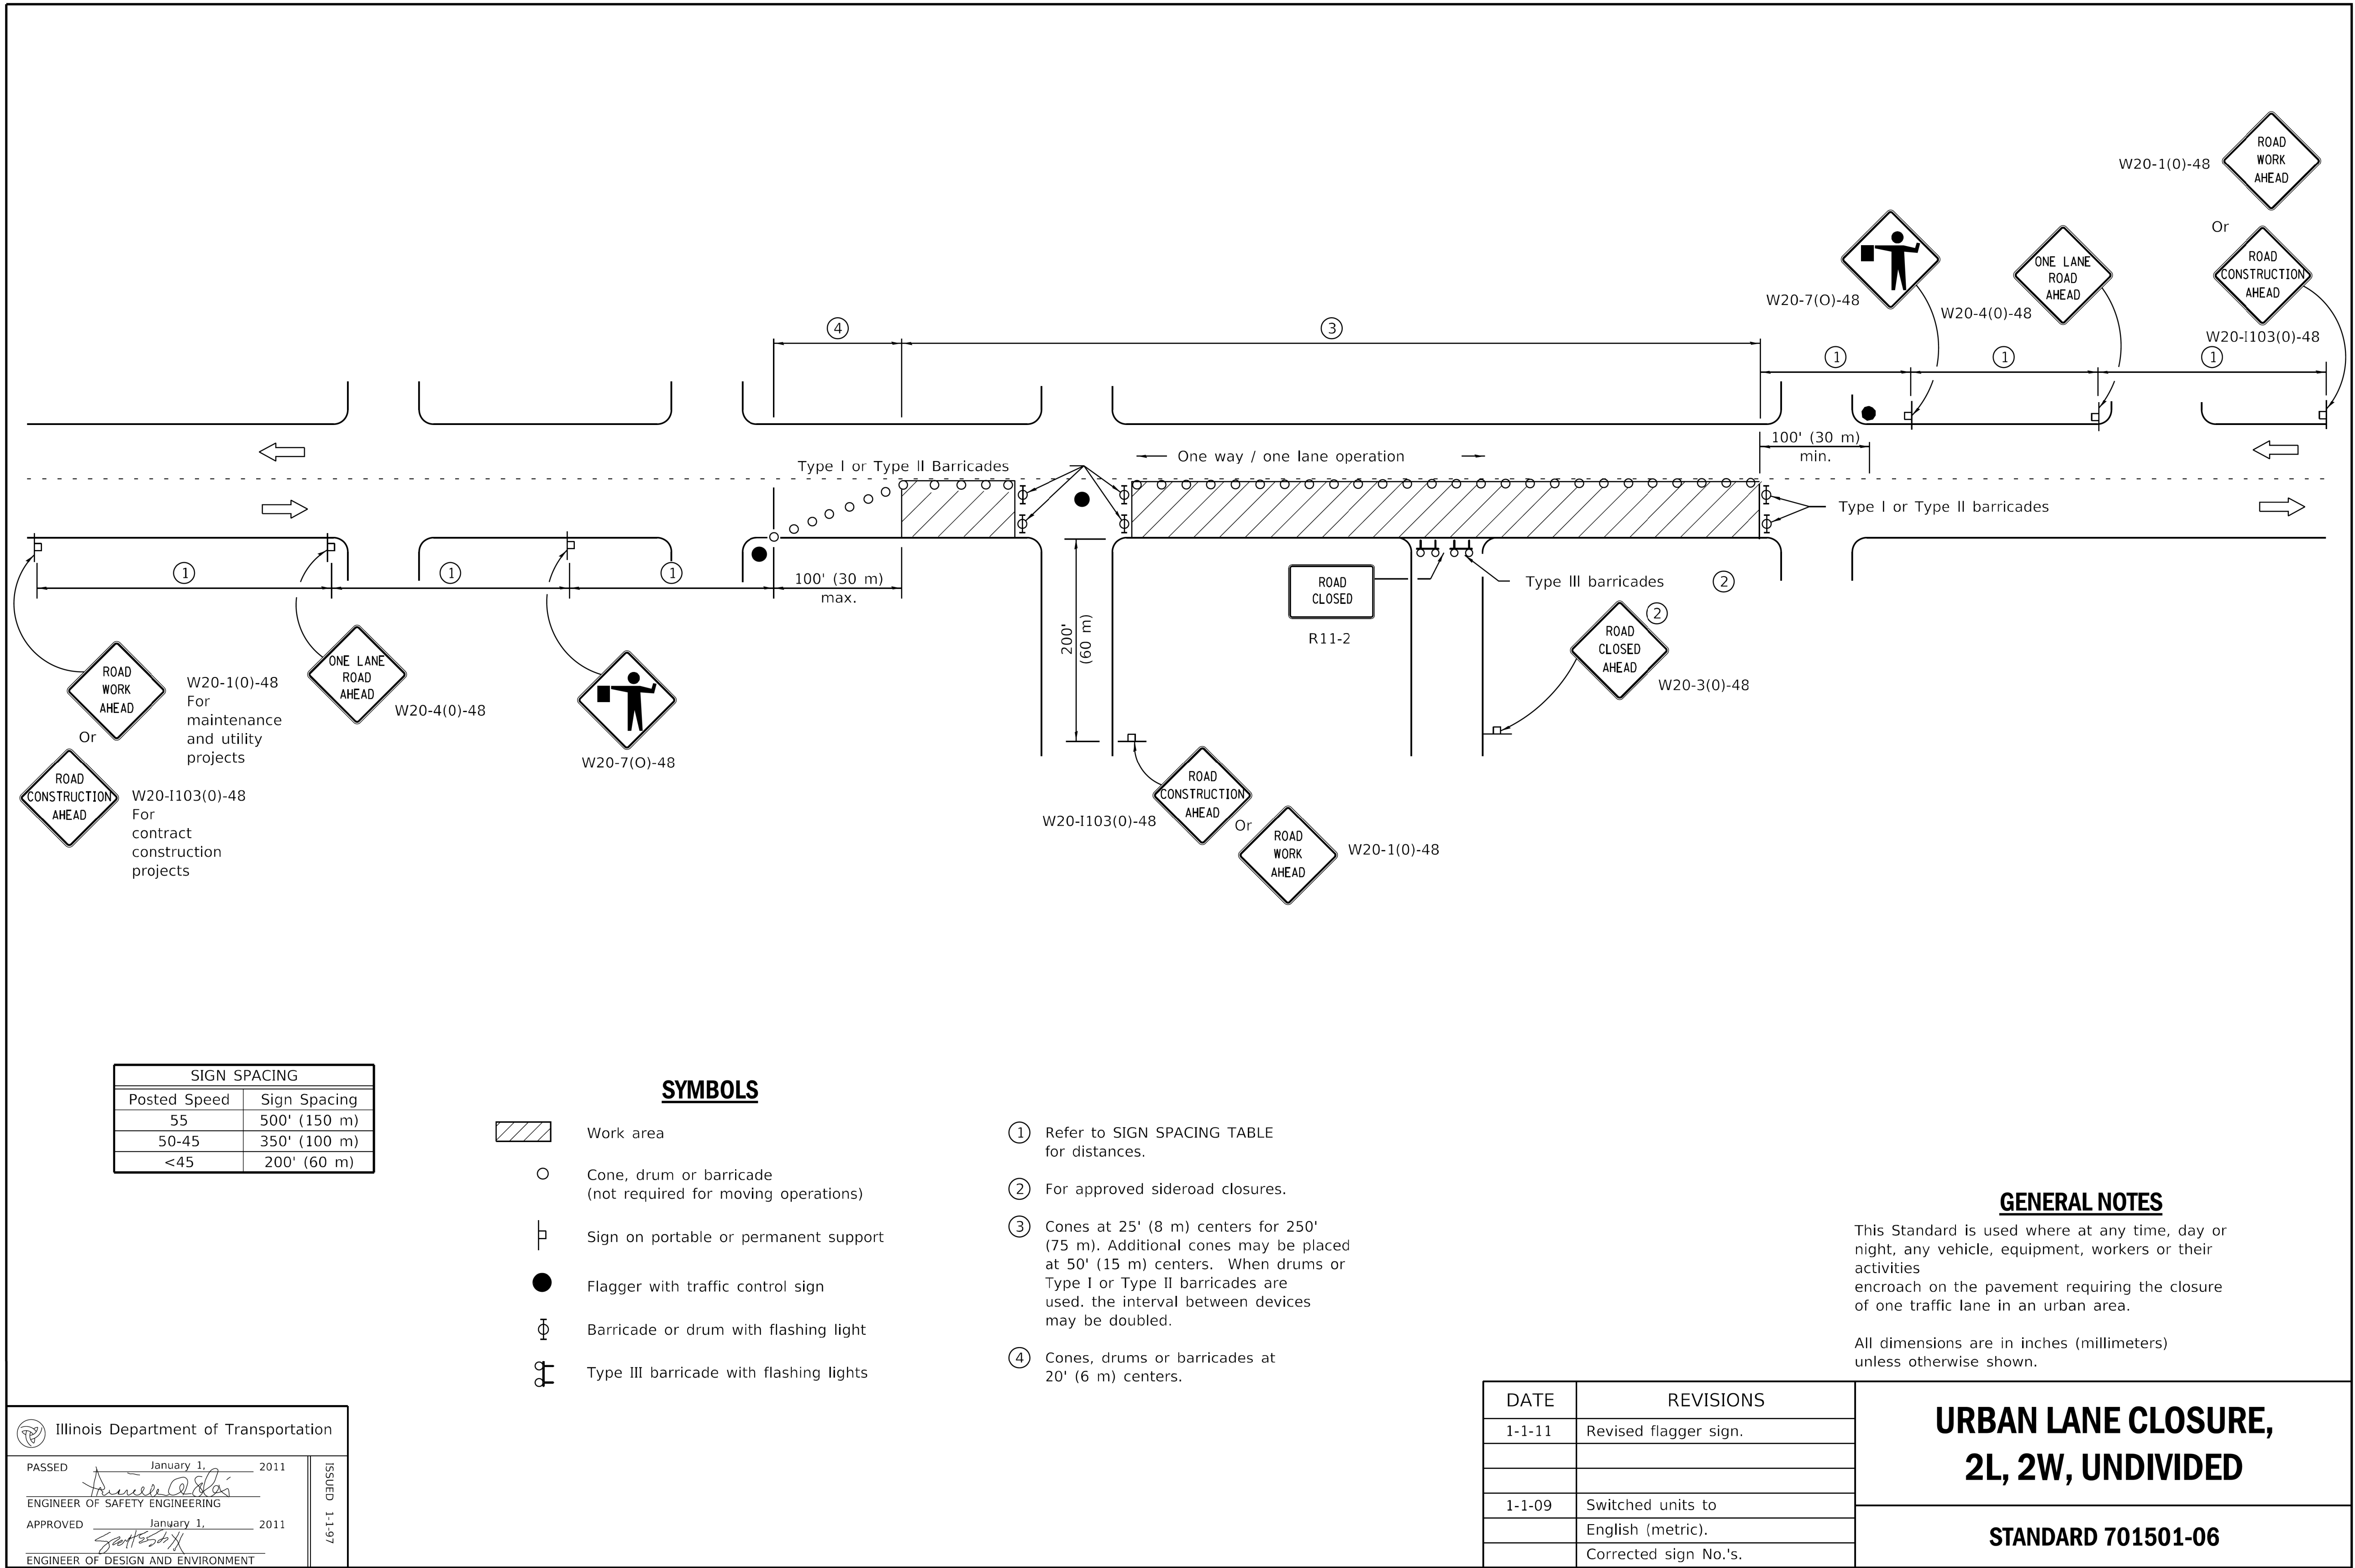 ROAD
WORK
AHEAD
W20-1(0)-48
Or
ROAD
CONSTRUCTION
AHEAD
W20-I103(0)-48
W20-7(O)-48
ONE LANE
ROAD
AHEAD
W20-4(0)-48
4
3
1
1
1
100' (30 m)
min.
Type I or Type II Barricades
One way / one lane operation
Type I or Type II barricades
1
1
1
100' (30 m)
max.
200'
(60 m)
ROAD
CLOSED
R11-2
Type III barricades
2
2
ROAD
CLOSED
AHEAD
W20-3(0)-48
ROAD
WORK
AHEAD
Or
W20-1(0)-48
For
maintenance
and utility
projects
ROAD
CONSTRUCTION
AHEAD
W20-I103(0)-48
For
contract
construction
projects
ONE LANE
ROAD
AHEAD
W20-4(0)-48
W20-7(O)-48
ROAD
CONSTRUCTION
AHEAD
W20-I103(0)-48
Or
ROAD
WORK
AHEAD
W20-1(0)-48
SIGN SPACING
Posted Speed Sign Spacing
55 500' (150 m)
50-45 350' (100 m)
<45 200' (60 m)
SYMBOLS
Work area
Cone, drum or barricade
(not required for moving operations)
Sign on portable or permanent support
Flagger with traffic control sign
Barricade or drum with flashing light
Type III barricade with flashing lights
1 Refer to SIGN SPACING TABLE
for distances.
2 For approved sideroad closures.
3 Cones at 25' (8 m) centers for 250'
(75 m). Additional cones may be placed
at 50' (15 m) centers. When drums or
Type I or Type II barricades are
used. the interval between devices
may be doubled.
4 Cones, drums or barricades at
20' (6 m) centers.
GENERAL NOTES
This Standard is used where at any time, day or
night, any vehicle, equipment, workers or their
activities
encroach on the pavement requiring the closure
of one traffic lane in an urban area.
All dimensions are in inches (millimeters)
unless otherwise shown.
Illinois Department of Transportation
PASSED January 1, 2011
ENGINEER OF SAFETY ENGINEERING
APPROVED January 1, 2011
ENGINEER OF DESIGN AND ENVIRONMENT
ISSUED 1-1-97
DATE REVISIONS
1-1-11 Revised flagger sign.
1-1-09 Switched units to
English (metric).
Corrected sign No.'s.
URBAN LANE CLOSURE,
2L, 2W, UNDIVIDED
STANDARD 701501-06